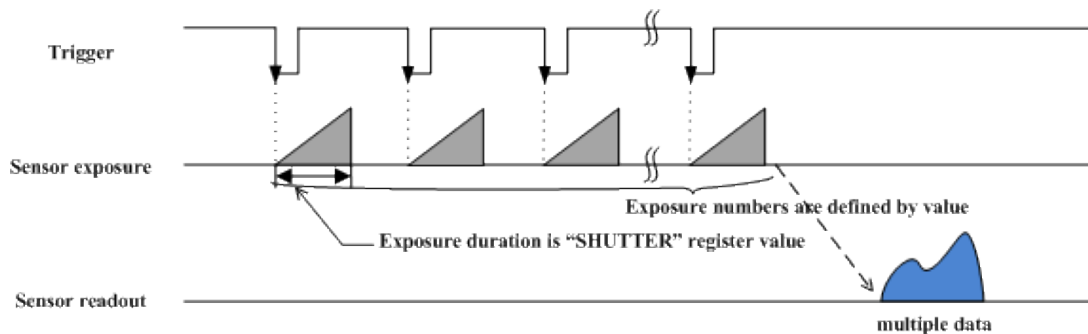 Trigger
Sensor exposure
Exposure numbers are defined by value
Exposure duration is “SHUTTER” register value
Sensor readout
multiple data